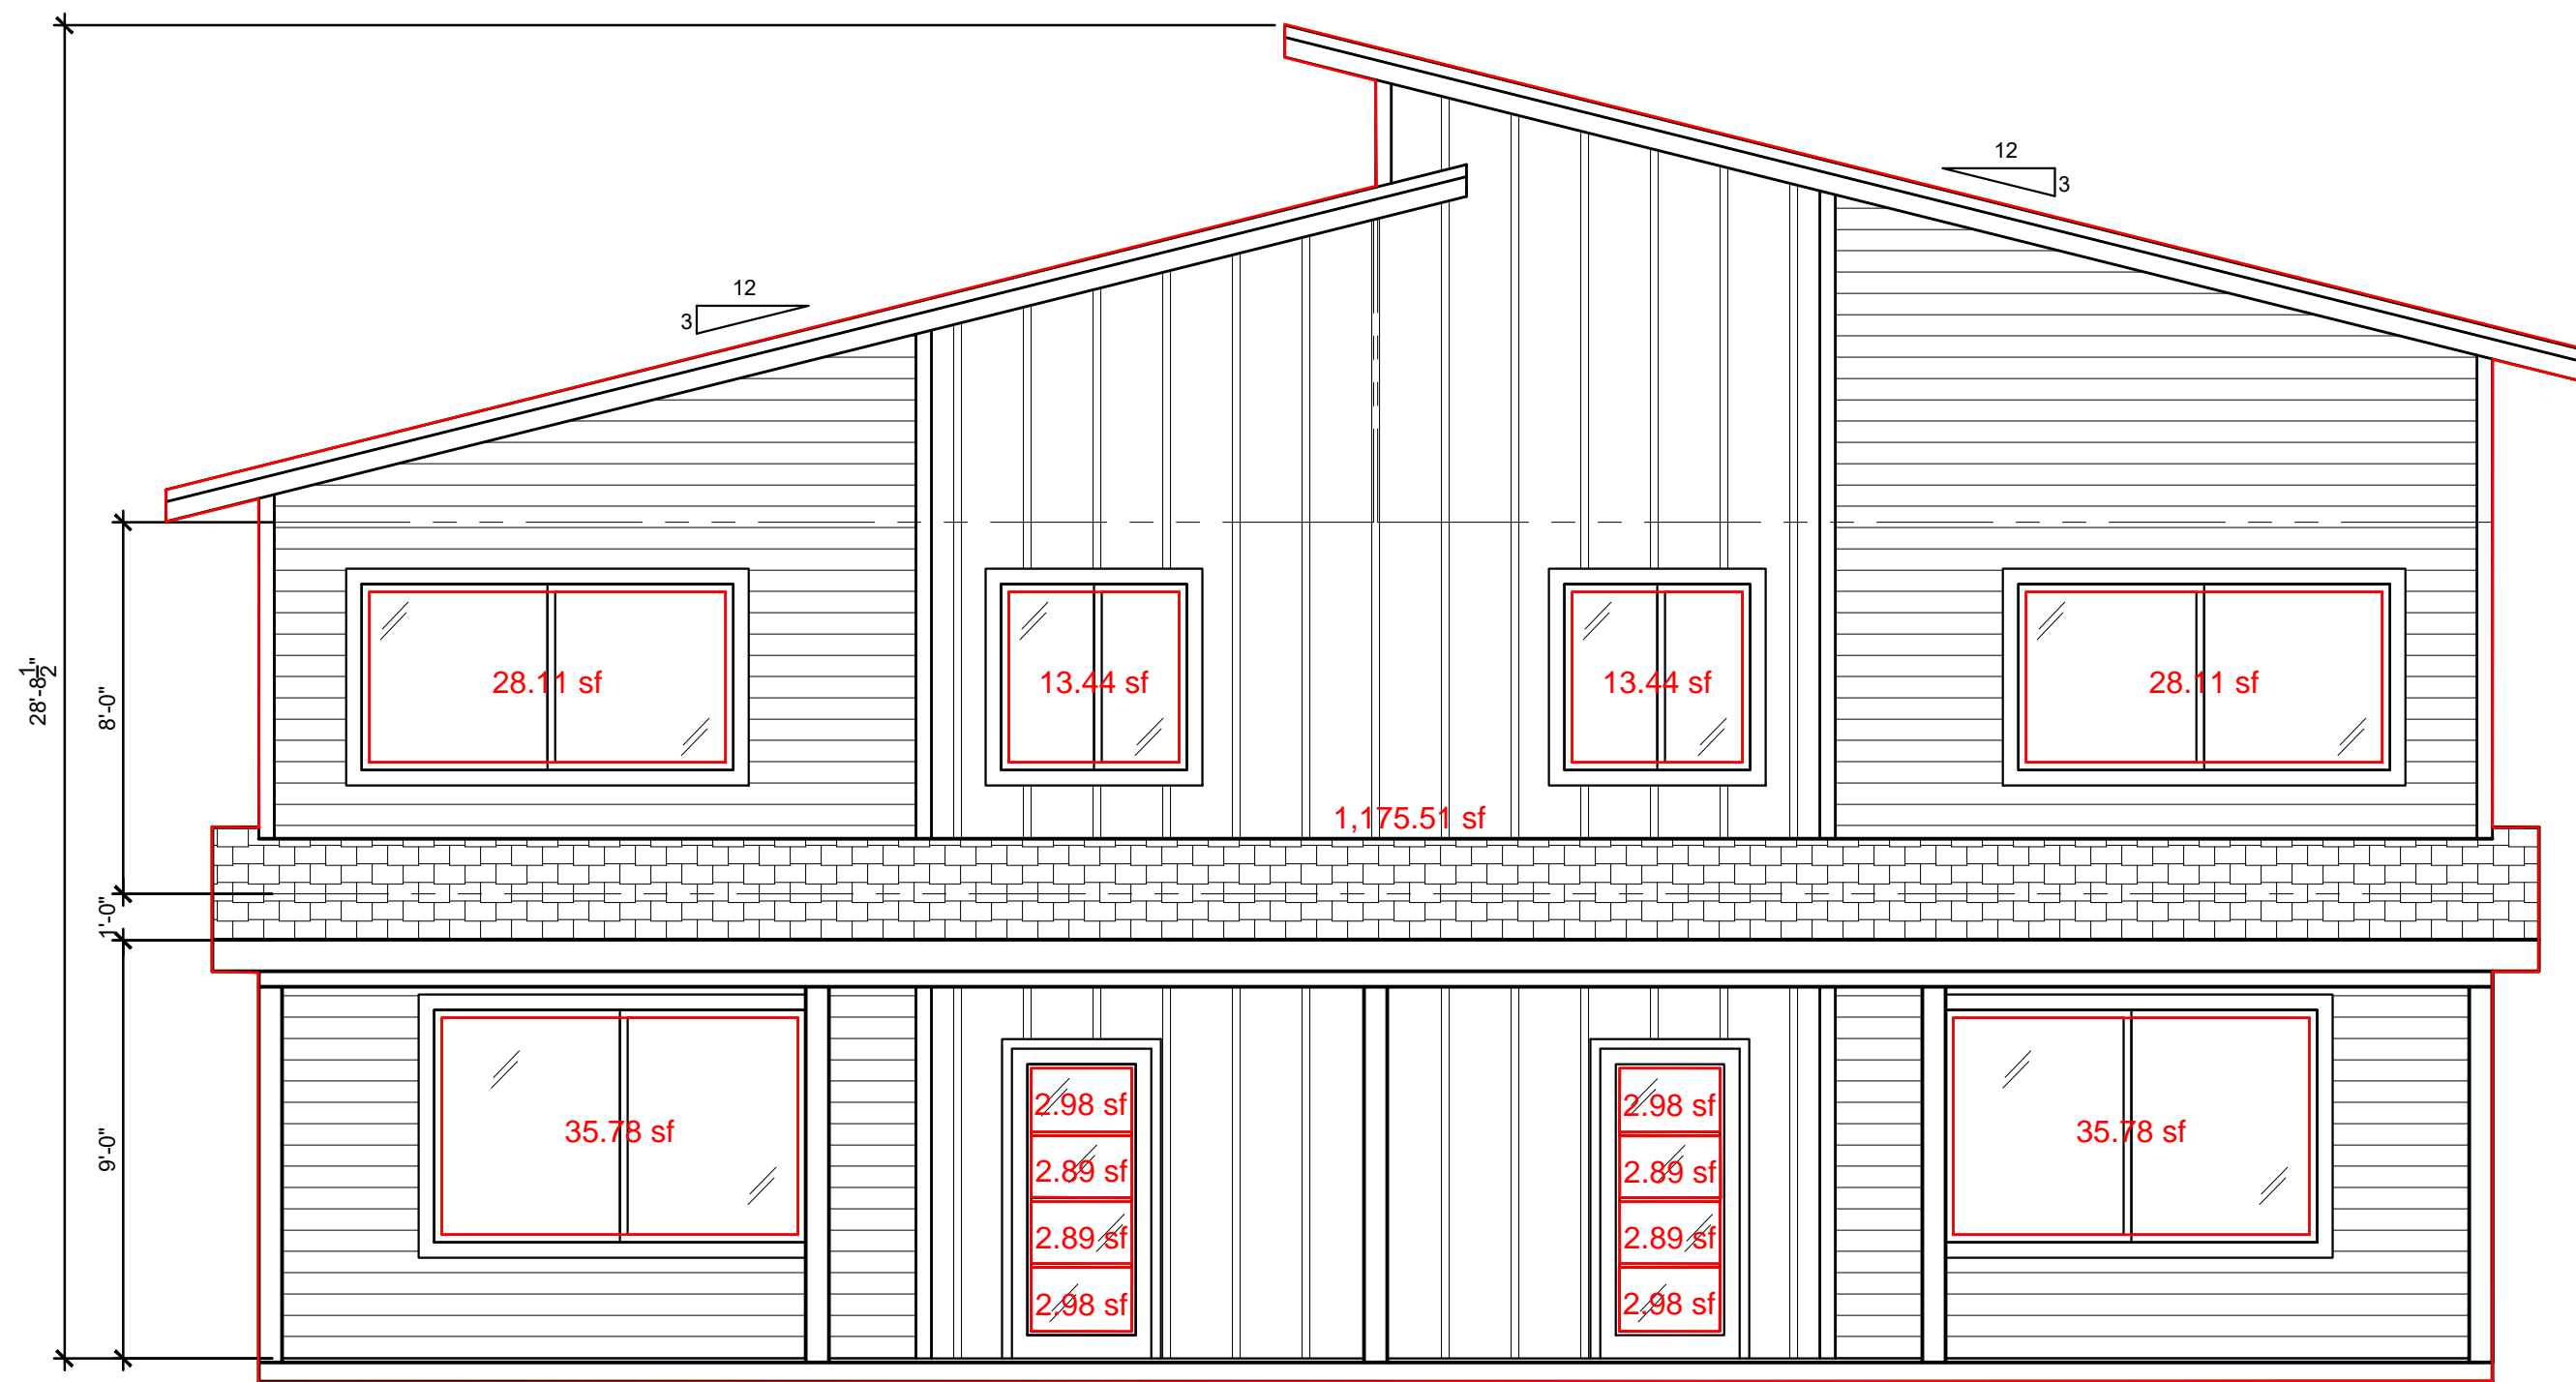 12
3
12
3
28'-8 1/2"
8'-0"
1'-0"
9'-0"
28.11 sf
13.44 sf
13.44 sf
28.11 sf
1,175.51 sf
35.78 sf
2.98 sf
2.89 sf
2.89 sf
2.98 sf
2.98 sf
2.89 sf
2.89 sf
2.98 sf
35.78 sf